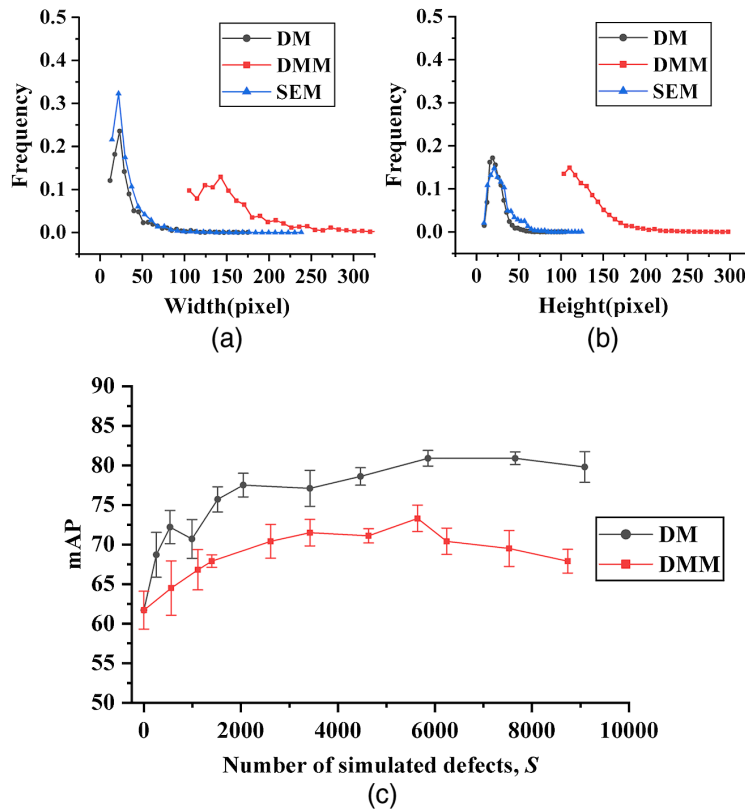 0.5
0.4
0.3
0.2
0.1
0.0
Frequency
DM
DMM
SEM
0 50 100 150 200 250 300
Width(pixel)
(a)
0.5
0.4
0.3
0.2
0.1
0.0
Frequency
DM
DMM
SEM
0 50 100 150 200 250 300
Height(pixel)
(b)
90
85
80
75
70
65
60
55
50
mAP
DM
DMM
0 2000 4000 6000 8000 10000
Number of simulated defects, S
(c)